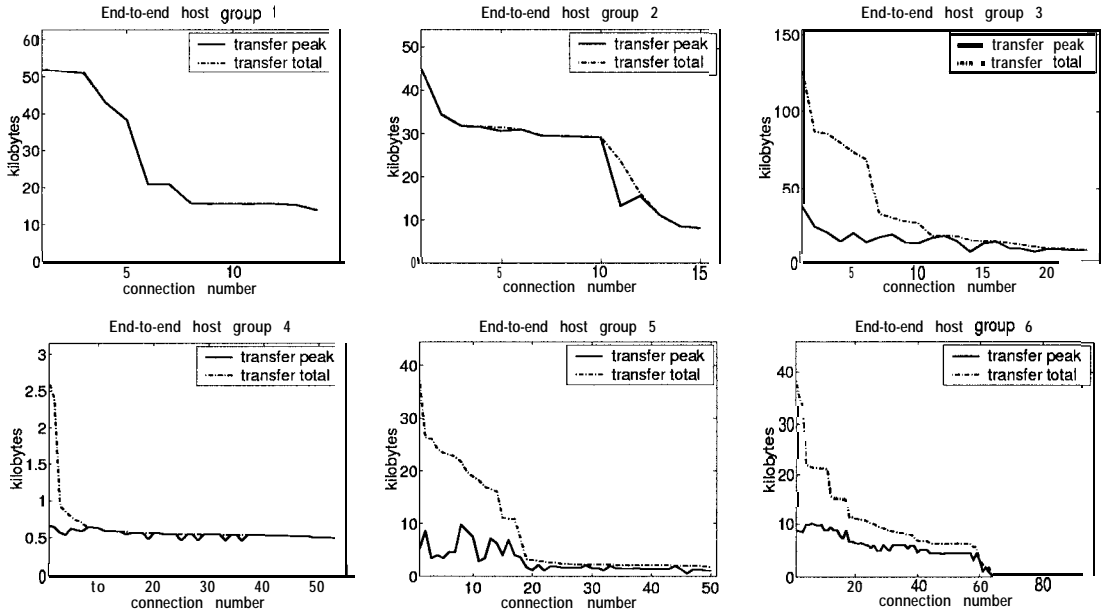 End-to-end host group 1
60
50
40
30
20
10
0
kilobytes
transfer peak
transfer total
5
10
connection number
End-to-end host group 2
50
40
30
20
10
0
kilobytes
transfer peak
transfer total
5
10
15
connection number
End-to-end host group 3
150
100
50
0
kilobytes
transfer peak
transfer total
5
10
15
20
connection number
End-to-end host group 4
3
2.5
2
1.5
1
0.5
0
kilobytes
transfer peak
transfer total
to
20
30
40
50
connection number
End-to-end host group 5
40
30
20
10
0
kilobytes
transfer peak
transfer total
10
20
30
40
50
connection number
End-to-end host group 6
40
30
20
10
0
kilobytes
transfer peak
transfer total
20
40
60
80
connection number